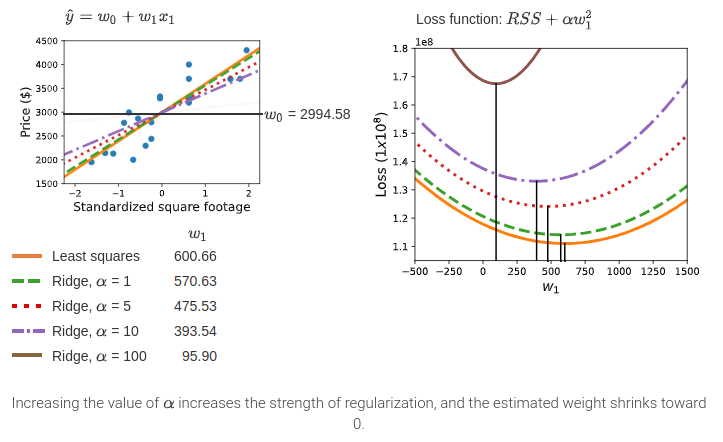 ŷ = w₀ + w₁x₁
4500
4000
3500
3000
2500
2000
1500
Price ($)
−2 −1 0 1 2
Standardized square footage
w₀ = 2994.58
Loss function: RSS + αw₁²
1e8
1.8
1.7
1.6
1.5
1.4
1.3
1.2
1.1
Loss (1x10⁸)
−500 −250 0 250 500 750 1000 1250 1500
w₁
w₁
Least squares 600.66
Ridge, α = 1 570.63
Ridge, α = 5 475.53
Ridge, α = 10 393.54
Ridge, α = 100 95.90
Increasing the value of α increases the strength of regularization, and the estimated weight shrinks toward
0.